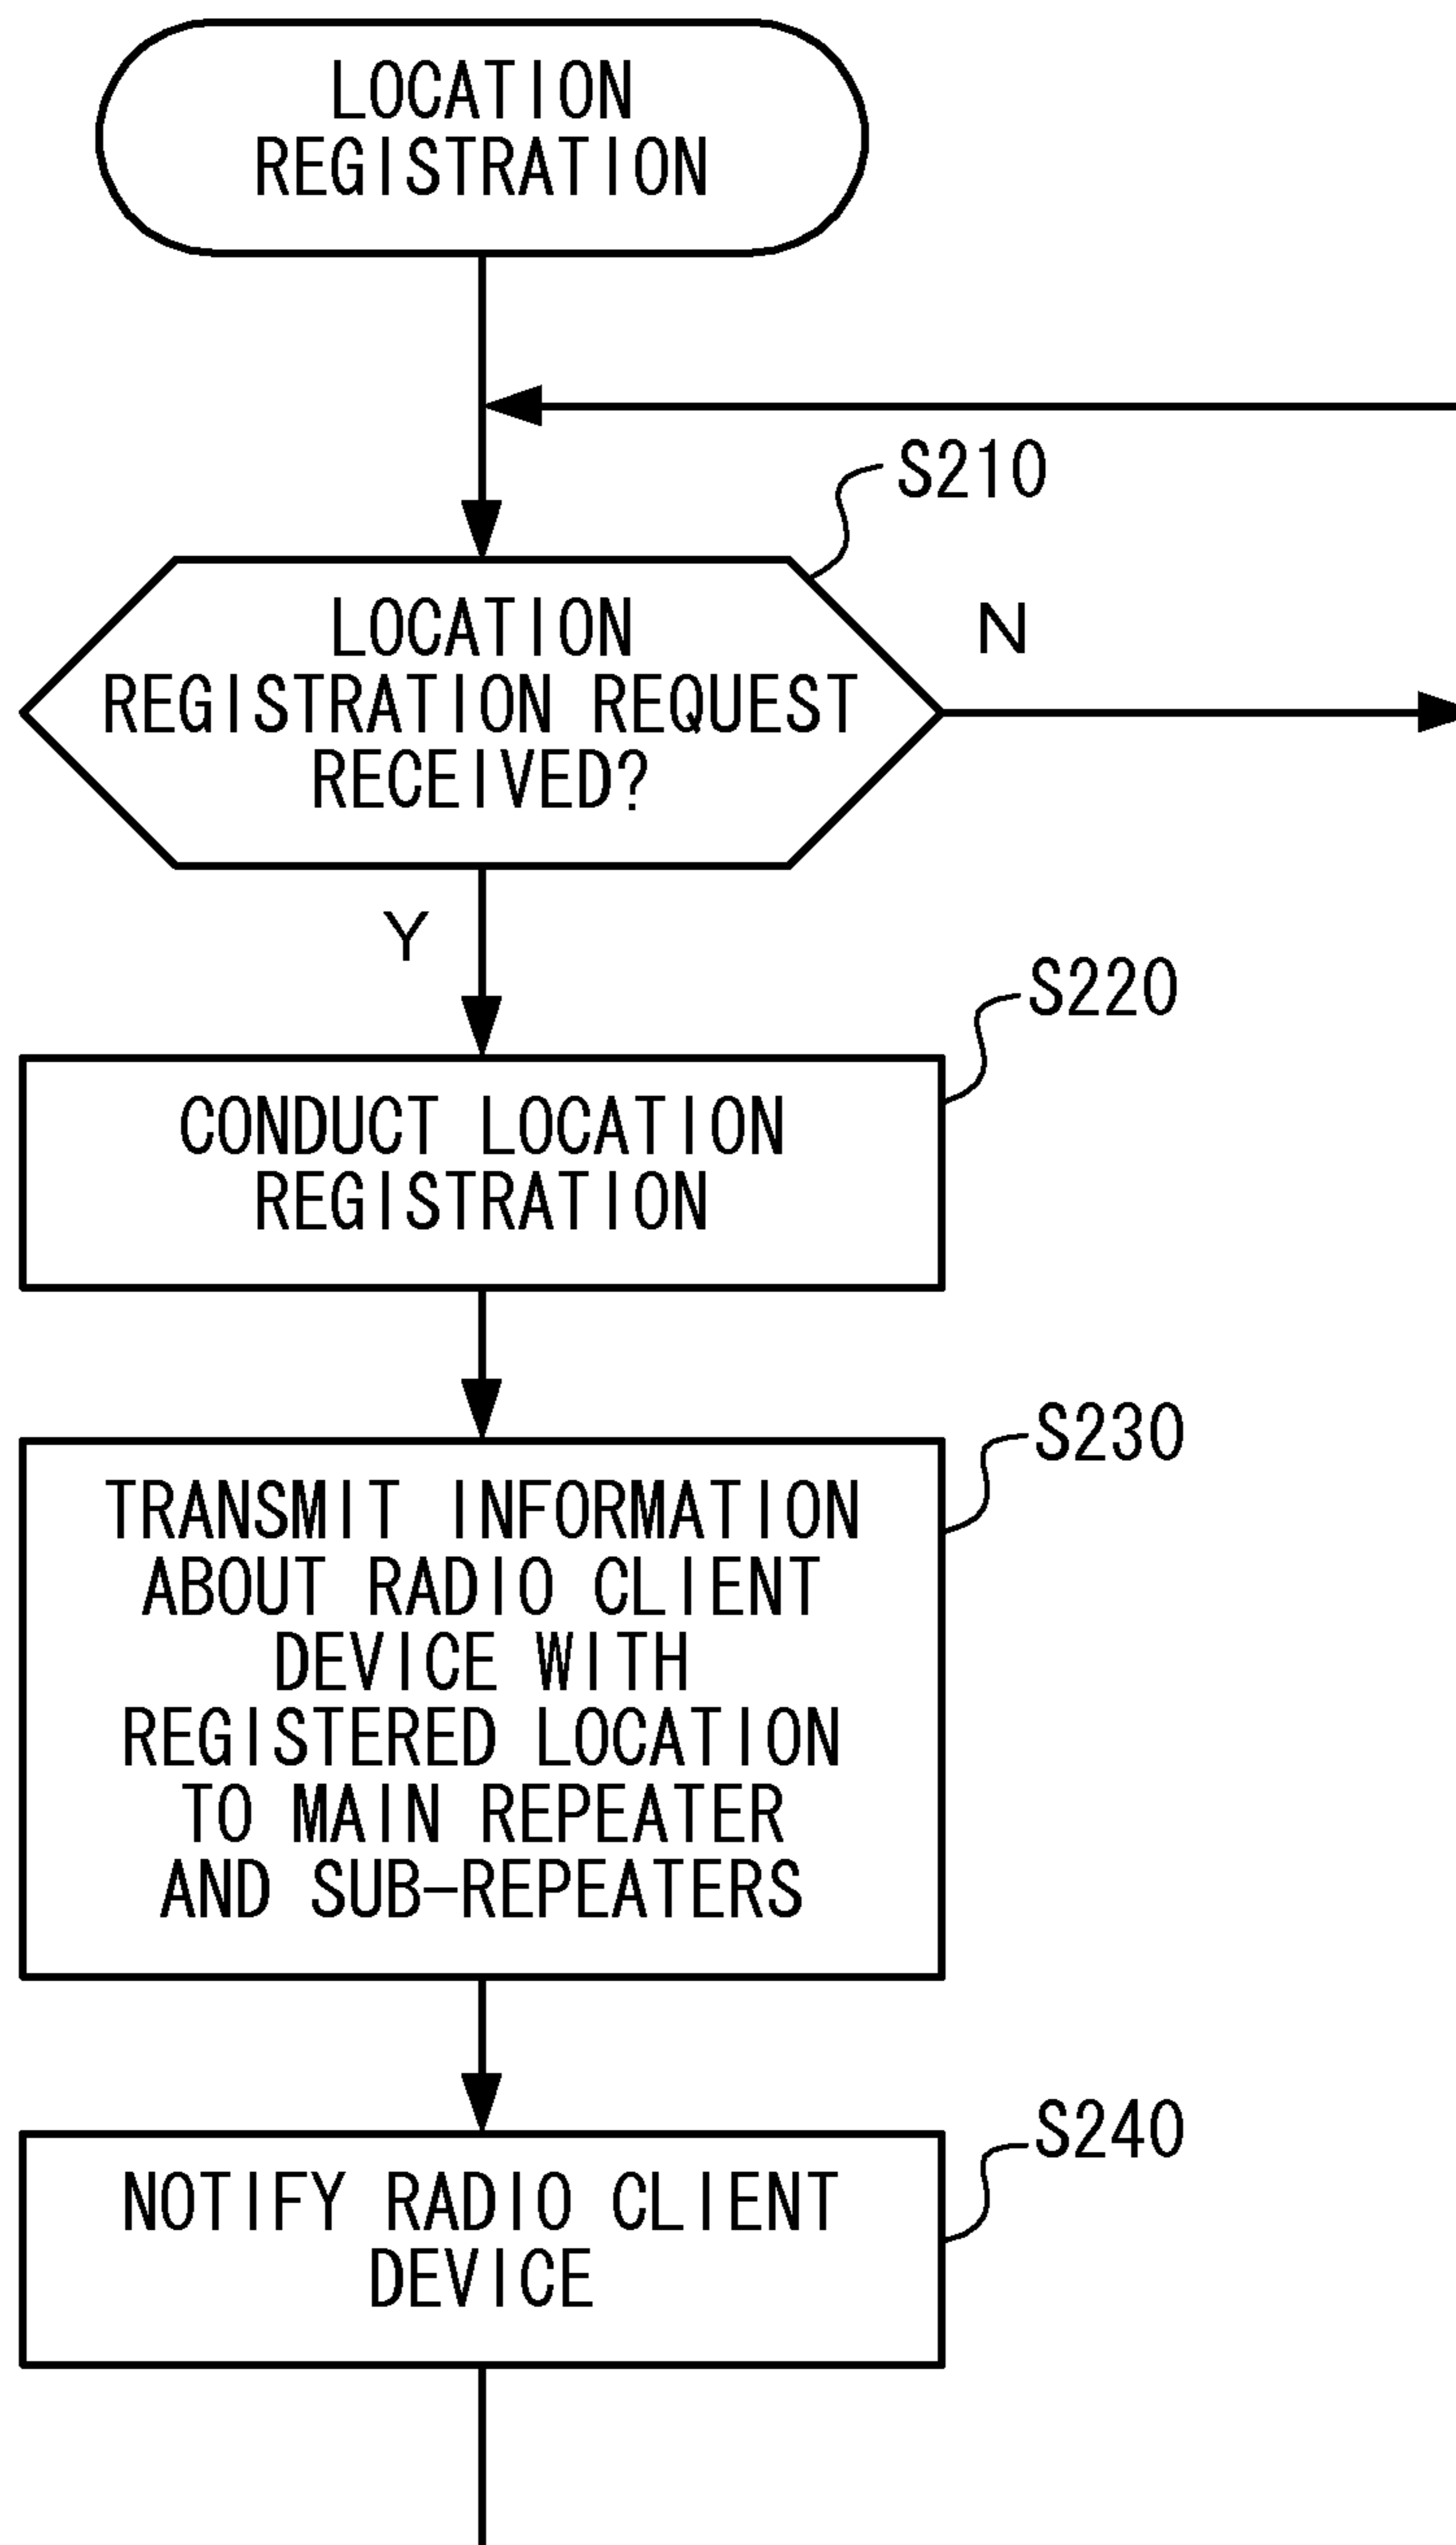 LOCATION
REGISTRATION
S210
LOCATION
REGISTRATION REQUEST
RECEIVED?
N
Y
S220
CONDUCT LOCATION
REGISTRATION
S230
TRANSMIT INFORMATION
ABOUT RADIO CLIENT
DEVICE WITH
REGISTERED LOCATION
TO MAIN REPEATER
AND SUB-REPEATERS
S240
NOTIFY RADIO CLIENT
DEVICE